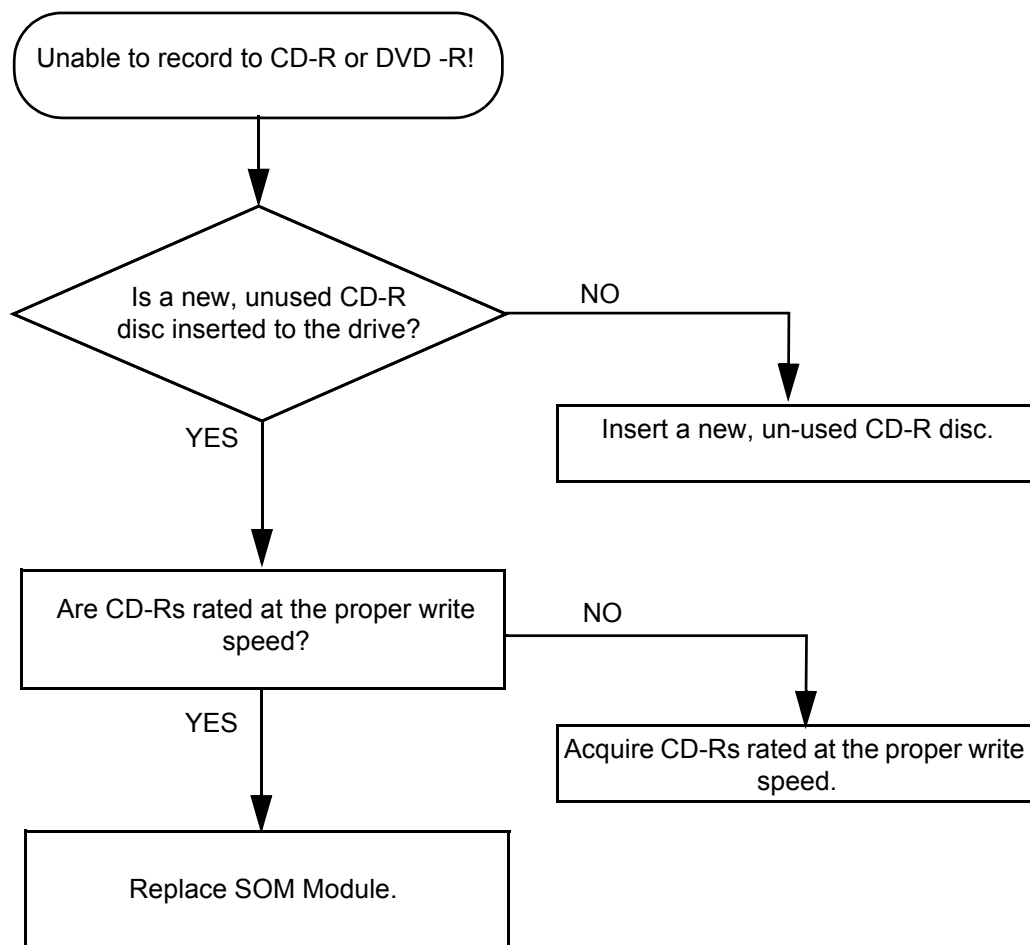 Unable to record to CD-R or DVD -R!
Is a new, unused CD-R
disc inserted to the drive?
NO
Insert a new, un-used CD-R disc.
YES
Are CD-Rs rated at the proper write
speed?
NO
YES
Acquire CD-Rs rated at the proper write
speed.
Replace SOM Module.